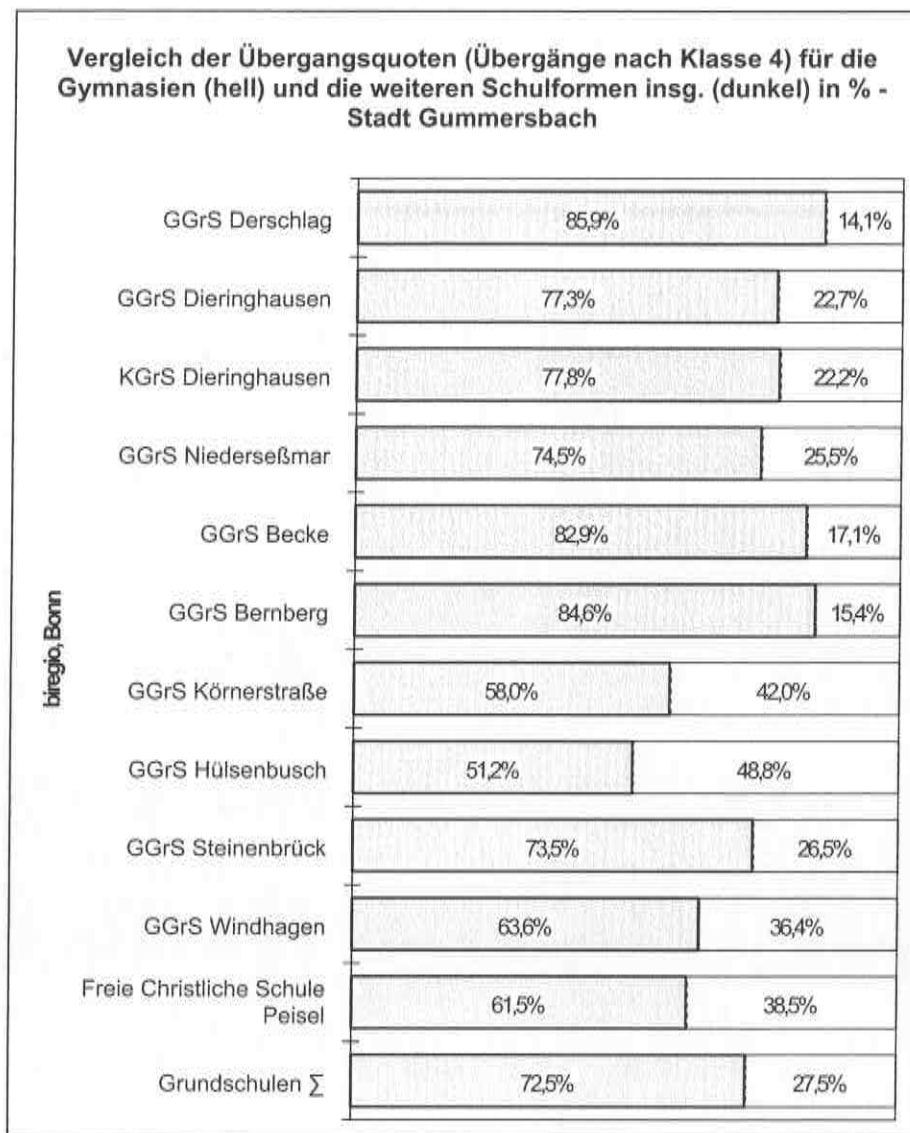 Vergleich der Übergangsquoten (Übergänge nach Klasse 4) für die
Gymnasien (hell) und die weiteren Schulformen insg. (dunkel) in % -
Stadt Gummersbach
GGrS Derschlag 85,9% 14,1%
GGrS Dieringhausen 77,3% 22,7%
KGrS Dieringhausen 77,8% 22,2%
GGrS Niederseßmar 74,5% 25,5%
GGrS Becke 82,9% 17,1%
GGrS Bernberg 84,6% 15,4%
GGrS Körnerstraße 58,0% 42,0%
GGrS Hülsenbusch 51,2% 48,8%
GGrS Steinenbrück 73,5% 26,5%
GGrS Windhagen 63,6% 36,4%
Freie Christliche Schule
Peisel 61,5% 38,5%
Grundschulen ∑ 72,5% 27,5%
biregio, Bonn